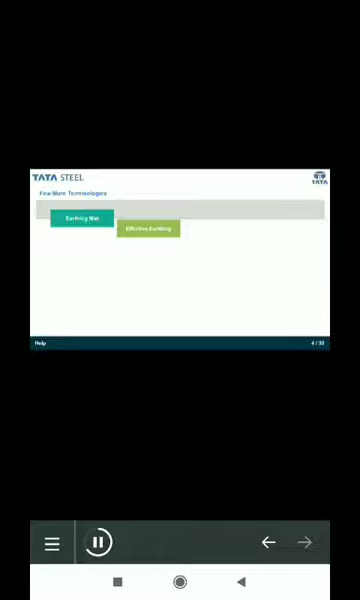 TATA STEEL
TATA
Few More Terminologies
Earthing Mat
Effective Earthing
Help
4 / 33